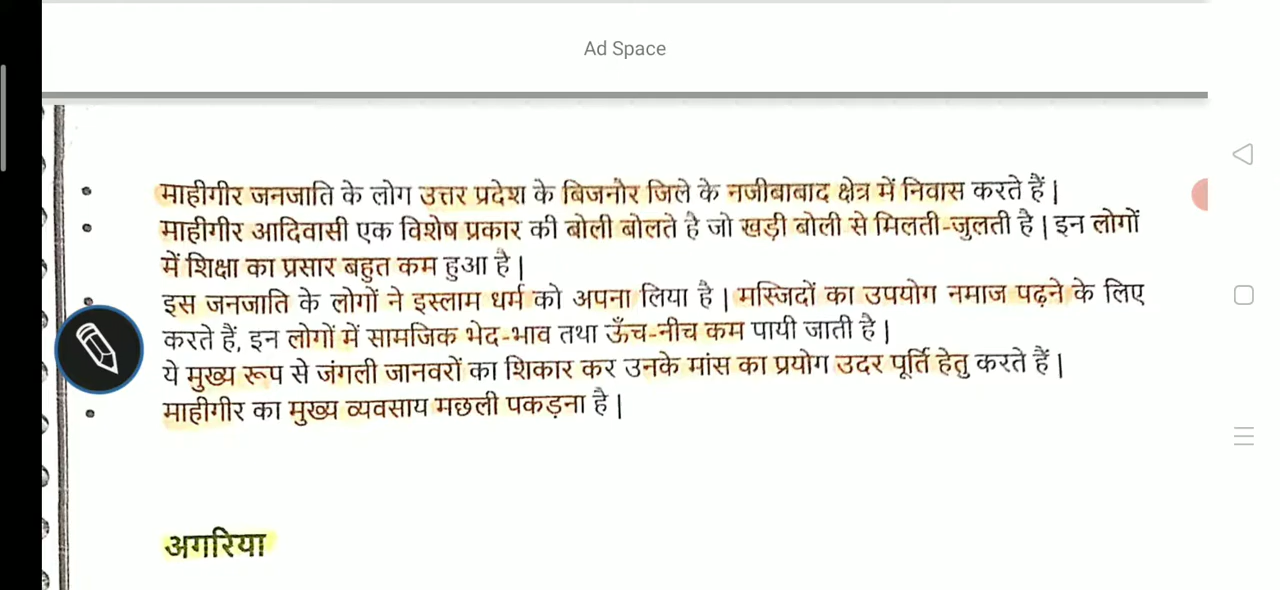 Ad Space
माहीगीर जनजाति के लोग उत्तर प्रदेश के बिजनौर जिले के नजीबाबाद क्षेत्र में निवास करते हैं |
माहीगीर आदिवासी एक विशेष प्रकार की बोली बोलते है जो खड़ी बोली से मिलती-जुलती है | इन लोगों
में शिक्षा का प्रसार बहुत कम हुआ है |
इस जनजाति के लोगों ने इस्लाम धर्म को अपना लिया है | मस्जिदों का उपयोग नमाज पढ़ने के लिए
करते हैं, इन लोगों में सामजिक भेद-भाव तथा ऊँच-नीच कम पायी जाती है |
ये मुख्य रूप से जंगली जानवरों का शिकार कर उनके मांस का प्रयोग उदर पूर्ति हेतु करते हैं |
माहीगीर का मुख्य व्यवसाय मछली पकड़ना है |
अगरिया